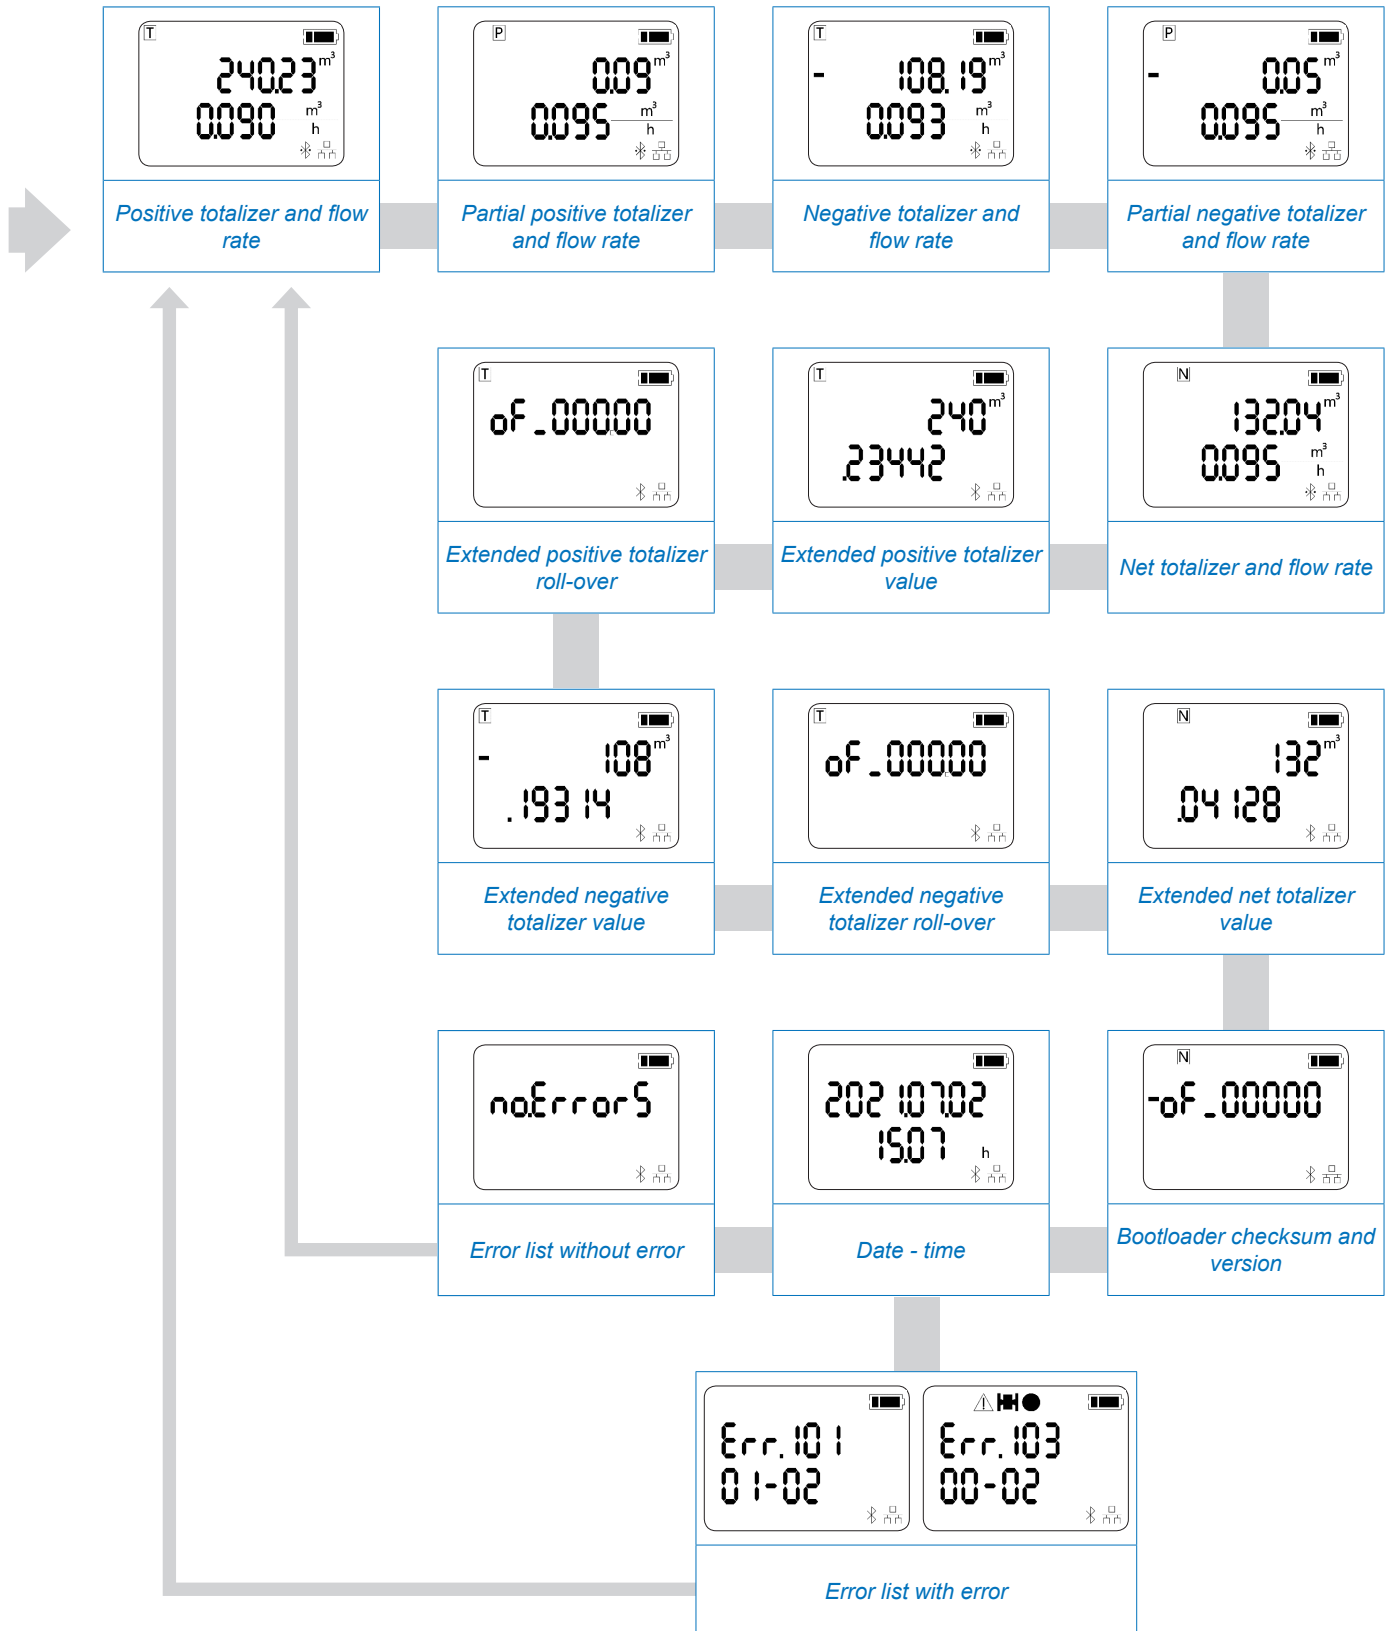 T
240.23 m³
0.090 m³
h
Positive totalizer and flow
rate
P
0.09 m³
0.095 m³
h
Partial positive totalizer
and flow rate
T
- 108.19 m³
0.093 m³
h
Negative totalizer and
flow rate
P
- 0.05 m³
0.095 m³
h
Partial negative totalizer
and flow rate
T
oF_000.00
Extended positive totalizer
roll-over
T
240 m³
.23442
Extended positive totalizer
value
N
132.04 m³
0.095 m³
h
Net totalizer and flow rate
T
- 108 m³
.19314
Extended negative
totalizer value
T
oF_000.00
Extended negative
totalizer roll-over
N
132 m³
.04128
Extended net totalizer
value
no.ErrorS
Error list without error
2021.07.02
15.07 h
Date - time
N
-oF_00000
Bootloader checksum and
version
Err.101
01-02
Err.103
00-02
Error list with error